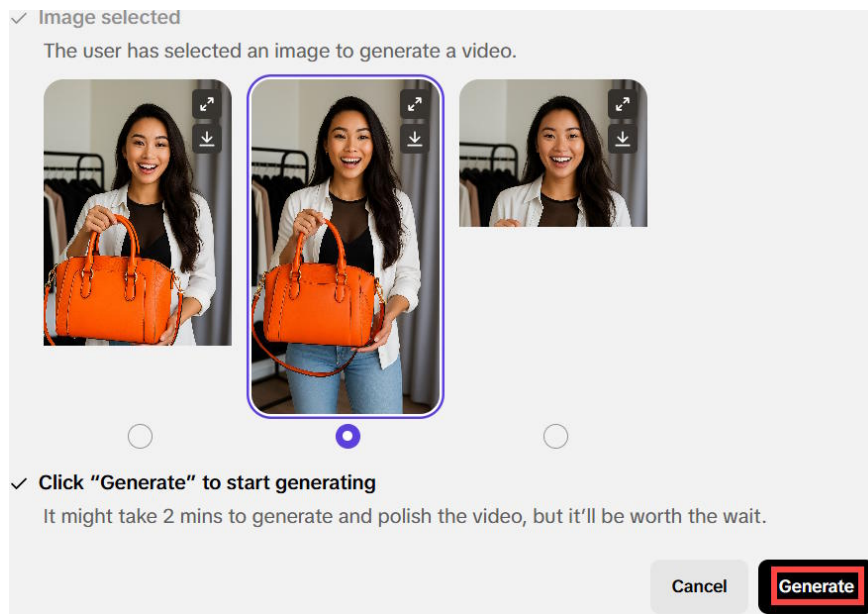 Image selected
The user has selected an image to generate a video.
Click “Generate” to start generating
It might take 2 mins to generate and polish the video, but it’ll be worth the wait.
Cancel
Generate